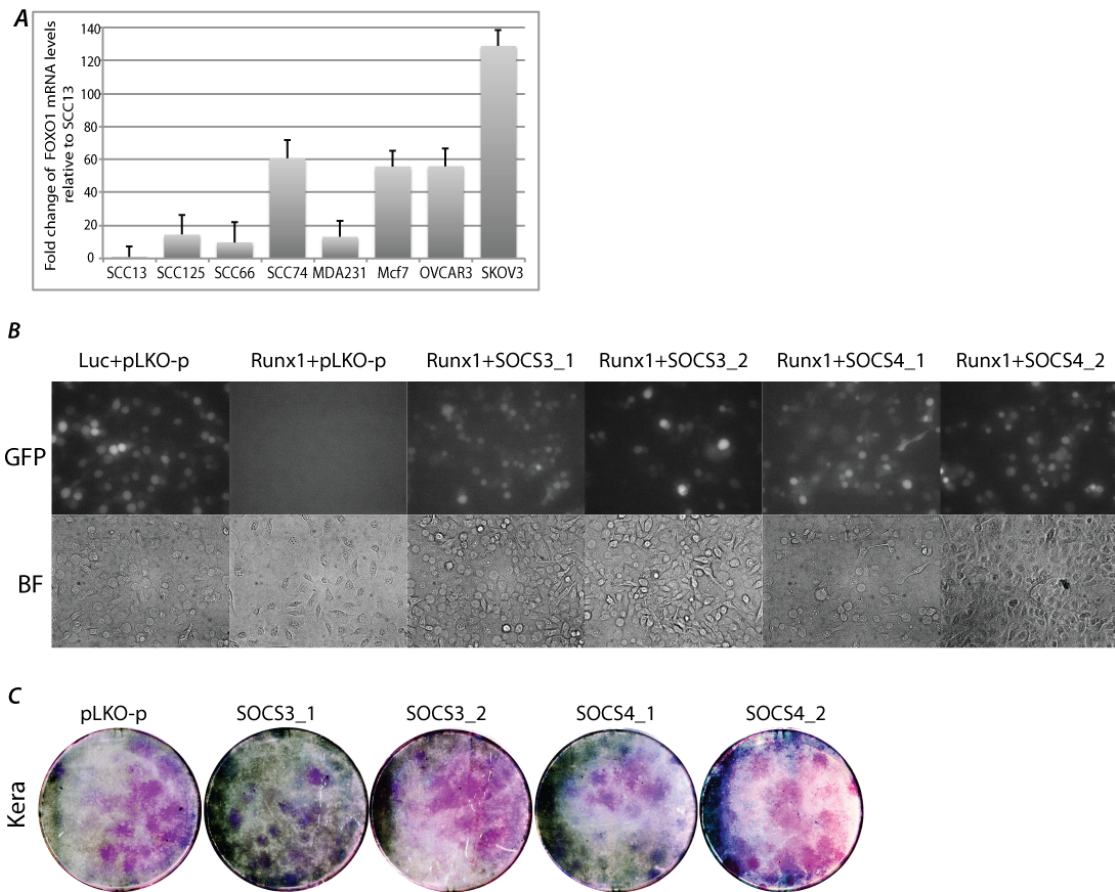 A
Fold change of FOXO1 mRNA levels
relative to SCC13
140
120
100
80
60
40
20
0
SCC13 SCC125 SCC66 SCC74 MDA231 Mcf7 OVCAR3 SKOV3
B
Luc+pLKO-p Runx1+pLKO-p Runx1+SOCS3_1 Runx1+SOCS3_2 Runx1+SOCS4_1 Runx1+SOCS4_2
GFP
BF
C
pLKO-p SOCS3_1 SOCS3_2 SOCS4_1 SOCS4_2
Kera